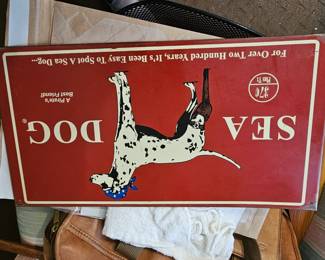 For Over Two Hundred Years, It's Been Easy To Spot A Sea Dog...
SEA DOG®
A Pirate's
Best Friend!